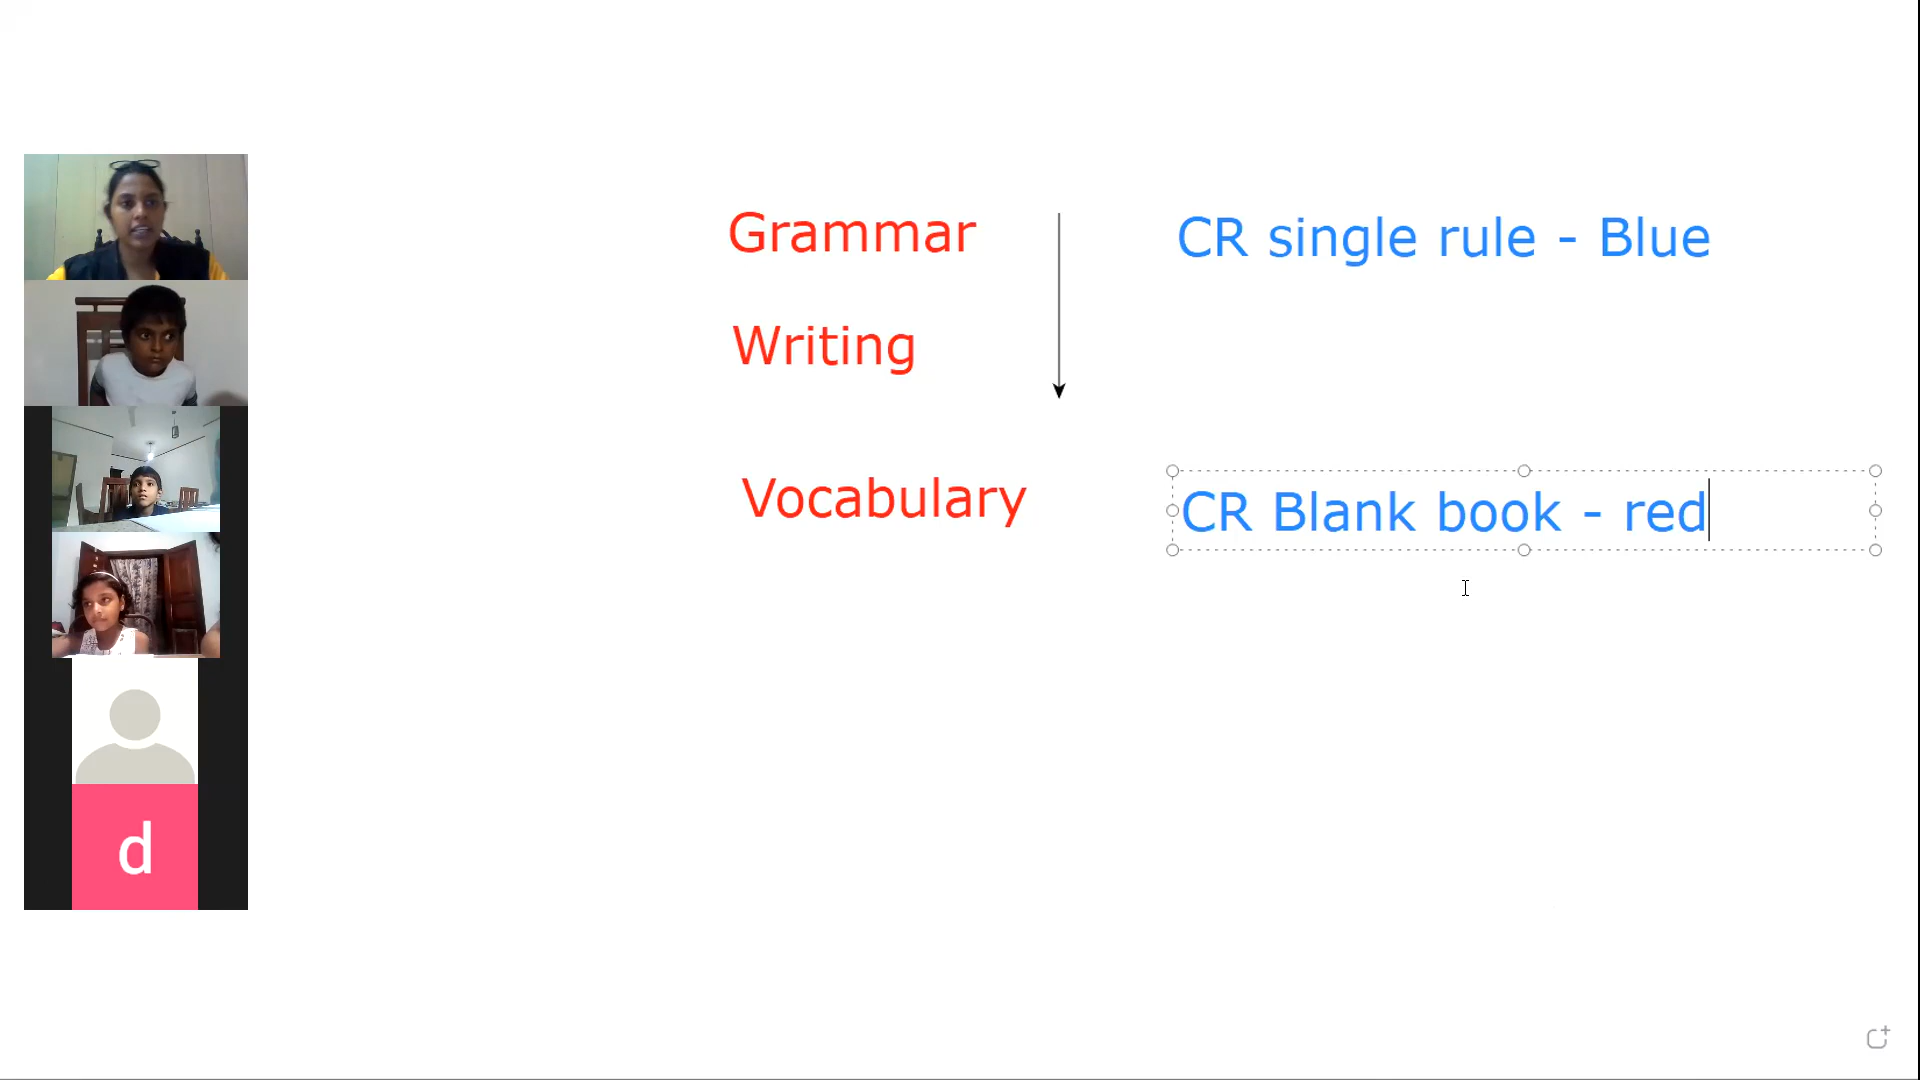 Grammar
CR single rule - Blue
Writing
Vocabulary
CR Blank book - red
d